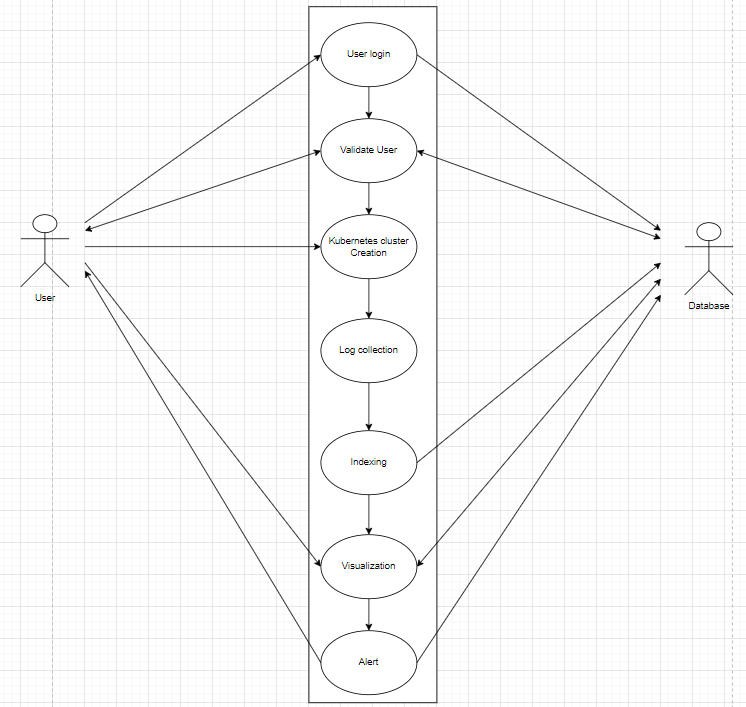 User login
Validate User
Kubernetes cluster
Creation
User
Database
Log collection
Indexing
Visualization
Alert